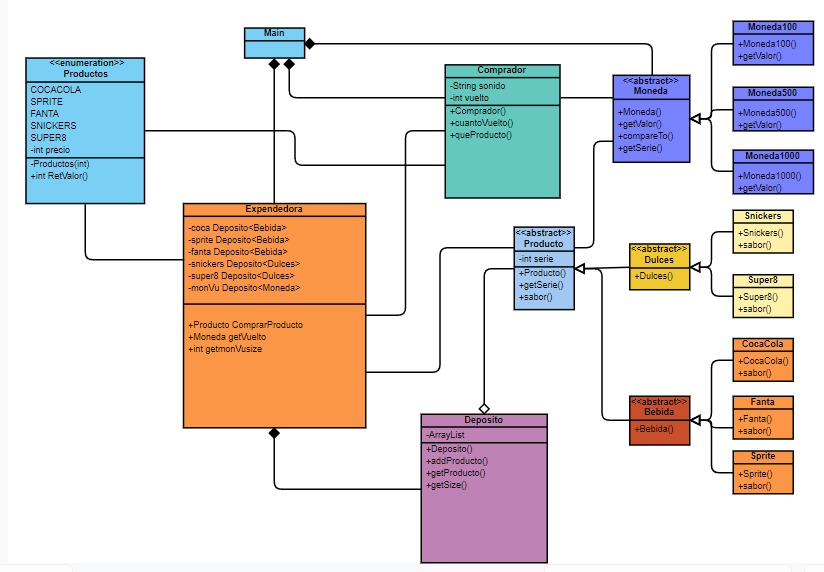 Main
<<enumeration>>
Productos
COCACOLA
SPRITE
FANTA
SNICKERS
SUPER8
-int precio
-Productos(int)
+int RetValor()
Comprador
-String sonido
-int vuelto
+Comprador()
+cuantoVuelto()
+queProducto()
<<abstract>>
Moneda
+Moneda()
+getValor()
+compareTo()
+getSerie()
Moneda100
+Moneda100()
+getValor()
Moneda500
+Moneda500()
+getValor()
Moneda1000
+Moneda1000()
+getValor()
Expendedora
-coca Deposito<Bebida>
-sprite Deposito<Bebida>
-fanta Deposito<Bebida>
-snickers Deposito<Dulces>
-super8 Deposito<Dulces>
-monVu Deposito<Moneda>
+Producto ComprarProducto
+Moneda getVuelto
+int getmonVusize
<<abstract>>
Producto
-int serie
+Producto()
+getSerie()
+sabor()
<<abstract>>
Dulces
+Dulces()
Snickers
+Snickers()
+sabor()
Super8
+Super8()
+sabor()
<<abstract>>
Bebida
+Bebida()
CocaCola
+CocaCola()
+sabor()
Fanta
+Fanta()
+sabor()
Sprite
+Sprite()
+sabor()
Deposito
-ArrayList
+Deposito()
+addProducto()
+getProducto()
+getSize()